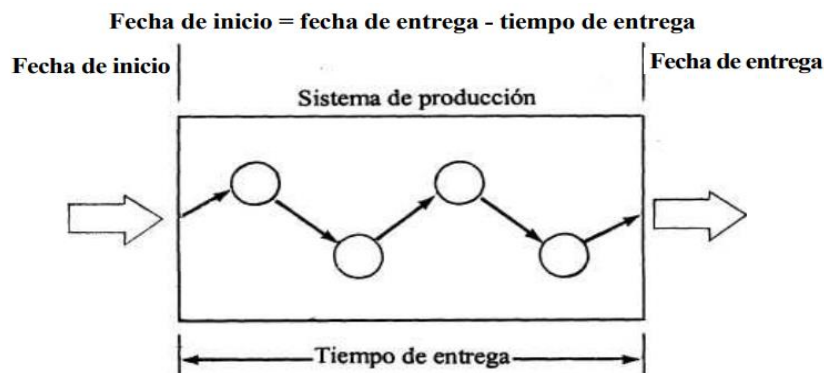 Fecha de inicio = fecha de entrega - tiempo de entrega
Fecha de inicio
Fecha de entrega
Sistema de producción
Tiempo de entrega